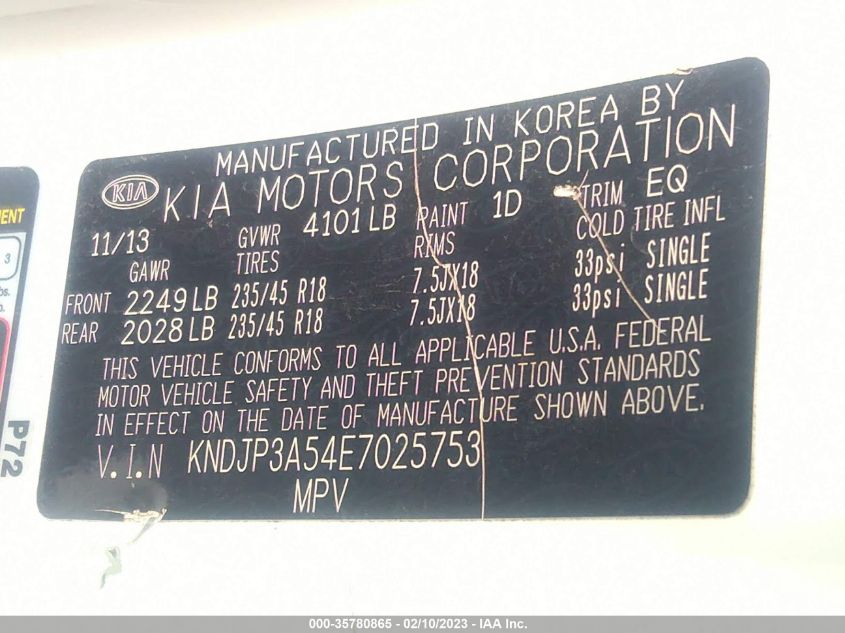 MANUFACTURED IN KOREA BY
KIA
KIA MOTORS CORPORATION
11/13 GVWR 4101 LB PAINT 1D TRIM EQ
GAWR TIRES RIMS COLD TIRE INFL
FRONT 2249 LB 235/45 R18 7.5JX18 33psi SINGLE
REAR 2028 LB 235/45 R18 7.5JX18 33psi SINGLE
THIS VEHICLE CONFORMS TO ALL APPLICABLE U.S.A. FEDERAL
MOTOR VEHICLE SAFETY AND THEFT PREVENTION STANDARDS
IN EFFECT ON THE DATE OF MANUFACTURE SHOWN ABOVE.
V.I.N KNDJP3A54E7025753
MPV
3
P72
000-35780865 - 02/10/2023 - IAA Inc.